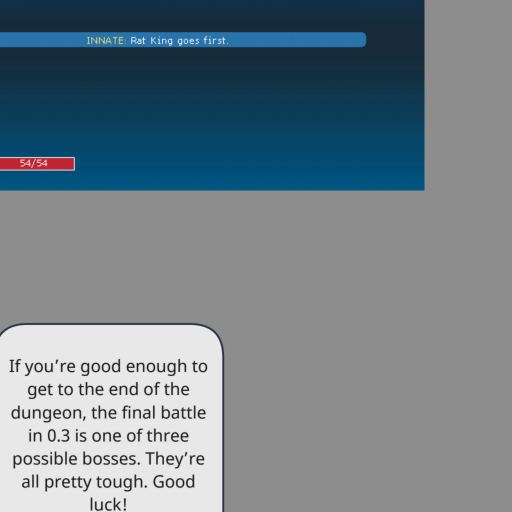 INNATE: Rat King goes first.
54/54
If you're good enough to
get to the end of the
dungeon, the final battle
in 0.3 is one of three
possible bosses. They're
all pretty tough. Good
luck!